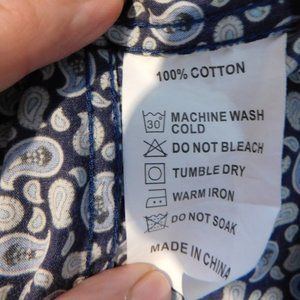 100% COTTON
30 MACHINE WASH
COLD
DO NOT BLEACH
TUMBLE DRY
WARM IRON
DO NOT SOAK
MADE IN CHINA